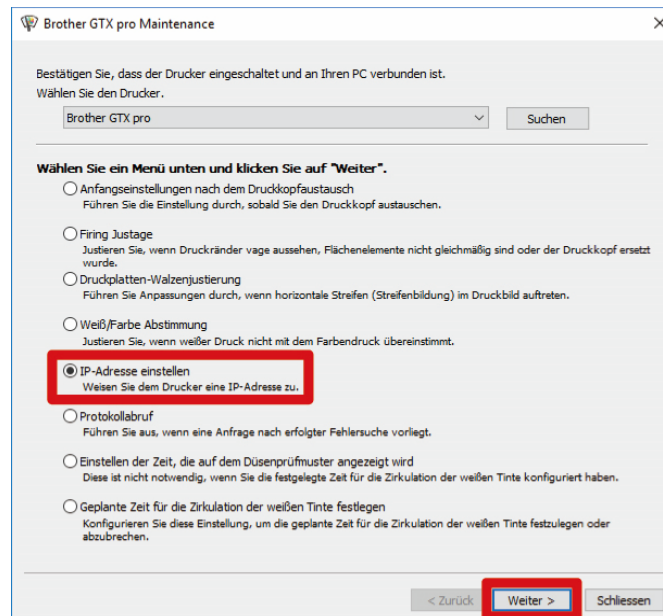 Brother GTX pro Maintenance
Bestätigen Sie, dass der Drucker eingeschaltet und an Ihren PC verbunden ist.
Wählen Sie den Drucker.
Brother GTX pro
Suchen
Wählen Sie ein Menü unten und klicken Sie auf "Weiter".
Anfangseinstellungen nach dem Druckkopfaustausch
Führen Sie die Einstellung durch, sobald Sie den Druckkopf austauschen.
Firing Justage
Justieren Sie, wenn Druckränder vage aussehen, Flächenelemente nicht gleichmäßig sind oder der Druckkopf ersetzt
wurde.
Druckplatten-Walzenjustierung
Führen Sie Anpassungen durch, wenn horizontale Streifen (Streifenbildung) im Druckbild auftreten.
Weiß/Farbe Abstimmung
Justieren Sie, wenn weißer Druck nicht mit dem Farbendruck übereinstimmt.
IP-Adresse einstellen
Weisen Sie dem Drucker eine IP-Adresse zu.
Protokollabruf
Führen Sie aus, wenn eine Anfrage nach erfolgter Fehlersuche vorliegt.
Einstellen der Zeit, die auf dem Düsenprüfmuster angezeigt wird
Diese ist nicht notwendig, wenn Sie die festgelegte Zeit für die Zirkulation der weißen Tinte konfiguriert haben.
Geplante Zeit für die Zirkulation der weißen Tinte festlegen
Konfigurieren Sie diese Einstellung, um die geplante Zeit für die Zirkulation der weißen Tinte festzulegen oder
abzubrechen.
< Zurück
Weiter >
Schliessen